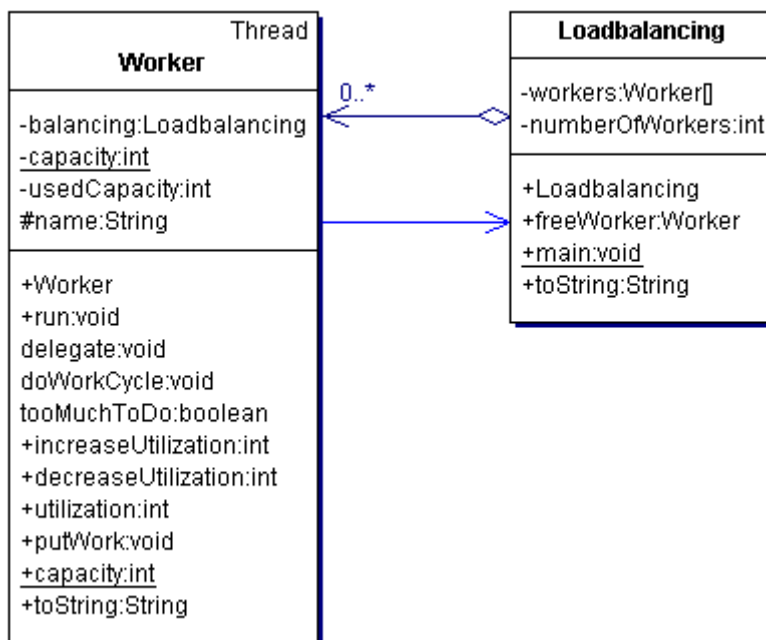 Thread
Worker
-balancing:Loadbalancing
-capacity:int
-usedCapacity:int
#name:String
+Worker
+run:void
delegate:void
doWorkCycle:void
tooMuchToDo:boolean
+increaseUtilization:int
+decreaseUtilization:int
+utilization:int
+putWork:void
+capacity:int
+toString:String
0..*
Loadbalancing
-workers:Worker[]
-numberOfWorkers:int
+Loadbalancing
+freeWorker:Worker
+main:void
+toString:String